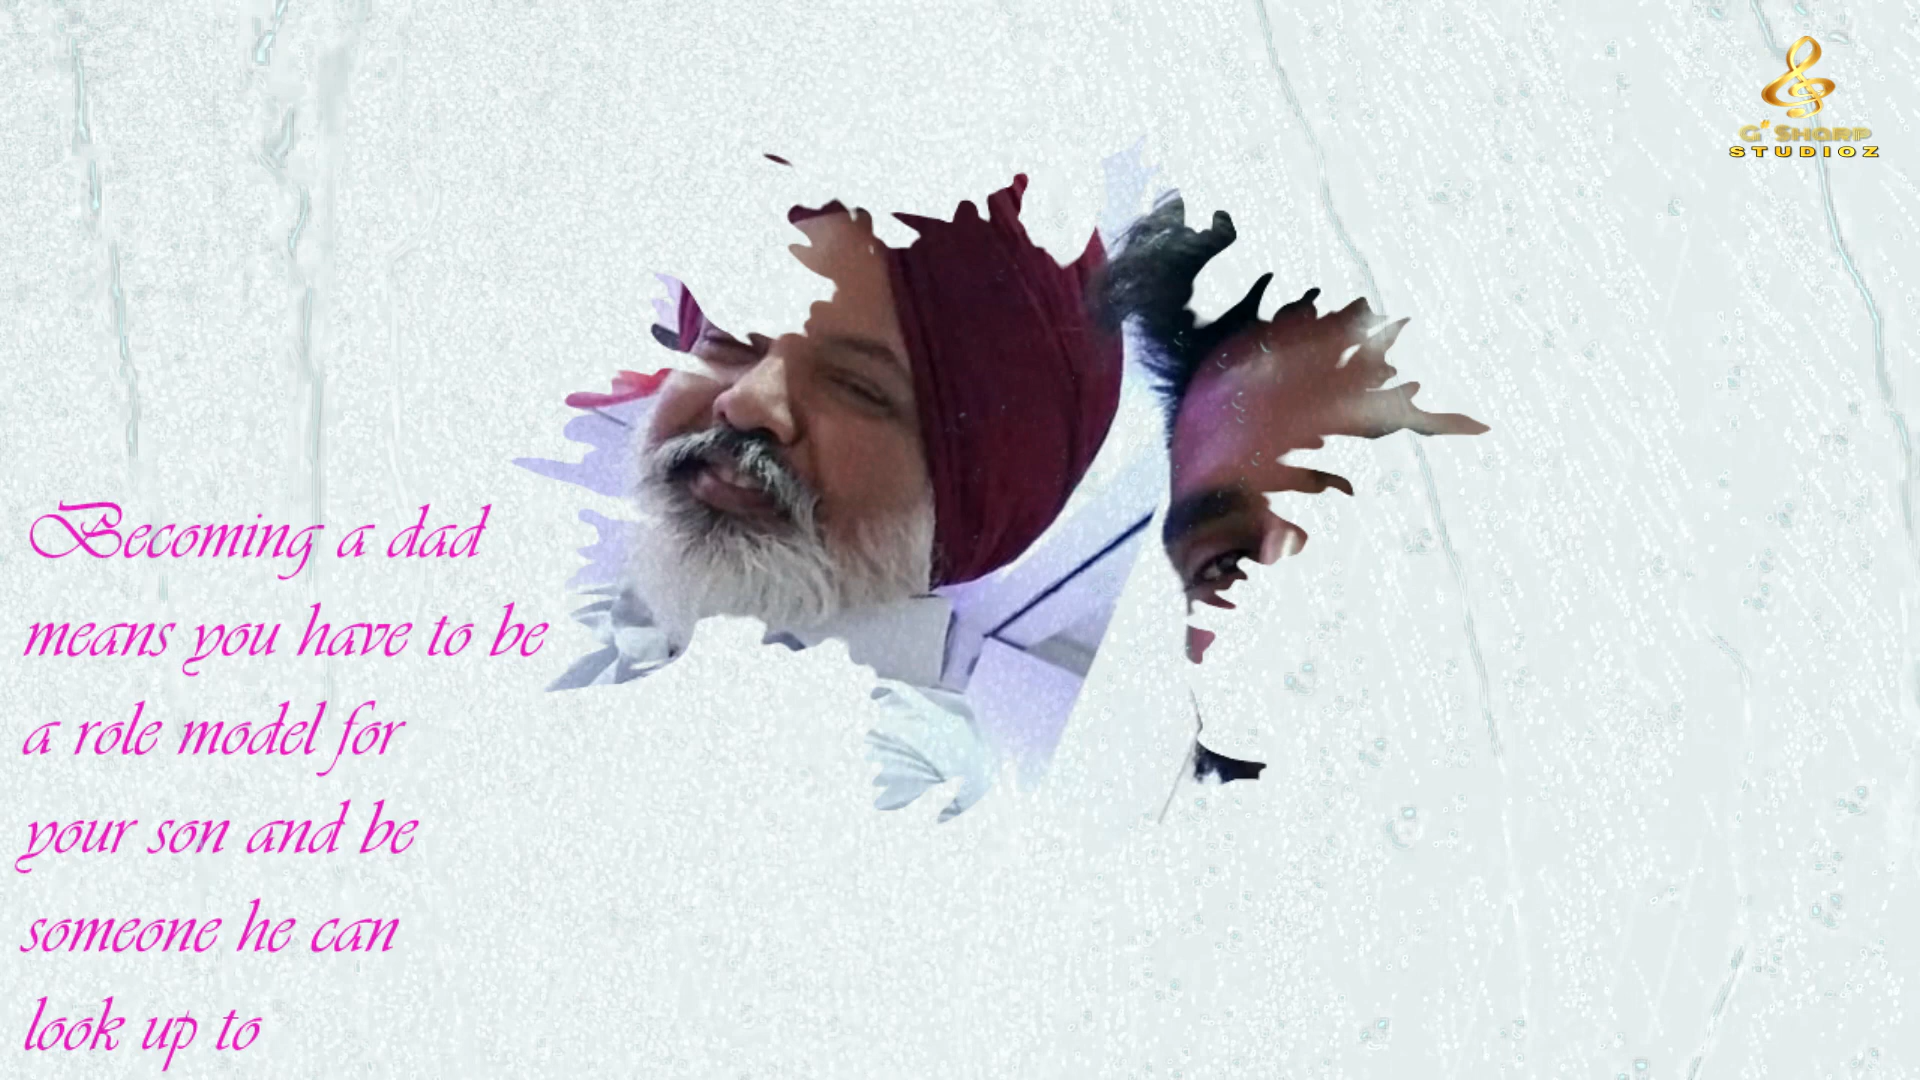 G# Sharp
STUDIOZ
Becoming a dad
means you have to be
a role model for
your son and be
someone he can
look up to